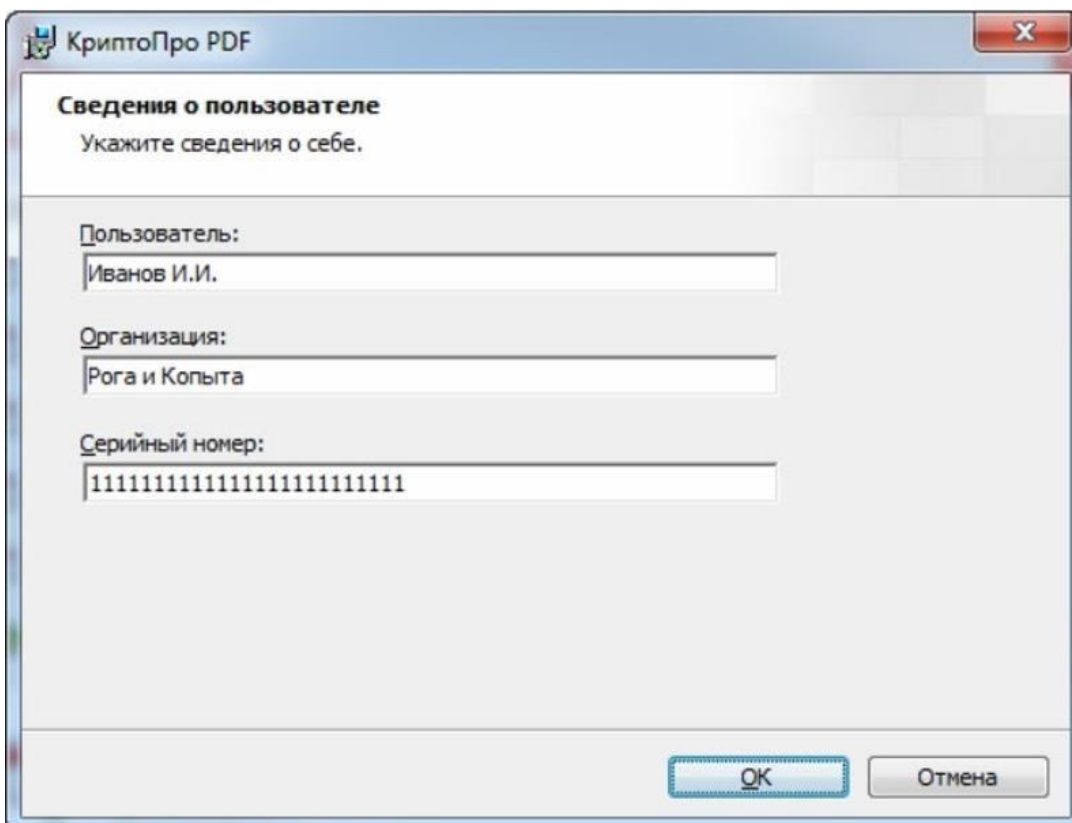 КриптоПро PDF
Сведения о пользователе
Укажите сведения о себе.
Пользователь:
Иванов И.И.
Организация:
Рога и Копыта
Серийный номер:
1111111111111111111111111
OK
Отмена